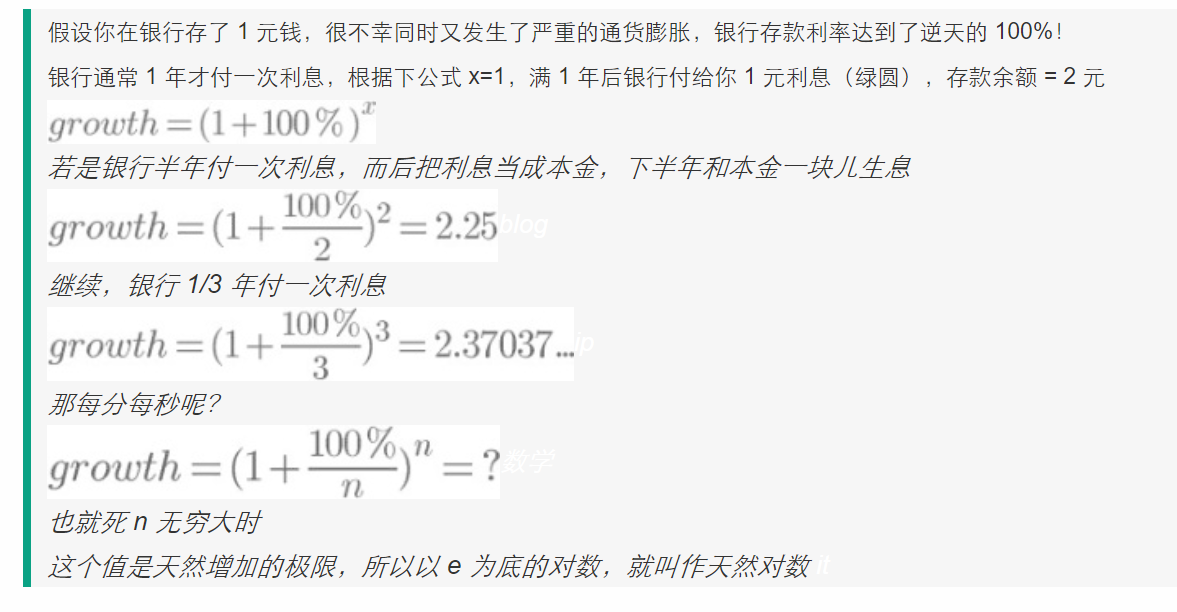 假设你在银行存了 1 元钱，很不幸同时又发生了严重的通货膨胀，银行存款利率达到了逆天的 100%！
银行通常 1 年才付一次利息，根据下公式 x=1，满 1 年后银行付给你 1 元利息（绿圆），存款余额 = 2 元
growth = (1+100%)^x
若是银行半年付一次利息，而后把利息当成本金，下半年和本金一块儿生息
growth = (1+\frac{100%}{2})^2 = 2.25 blog
继续，银行 1/3 年付一次利息
growth = (1+\frac{100%}{3})^3 = 2.37037... ip
那每分每秒呢？
growth = (1+\frac{100%}{n})^n = ? 数学
也就死 n 无穷大时
这个值是天然增加的极限，所以以 e 为底的对数，就叫作天然对数 it